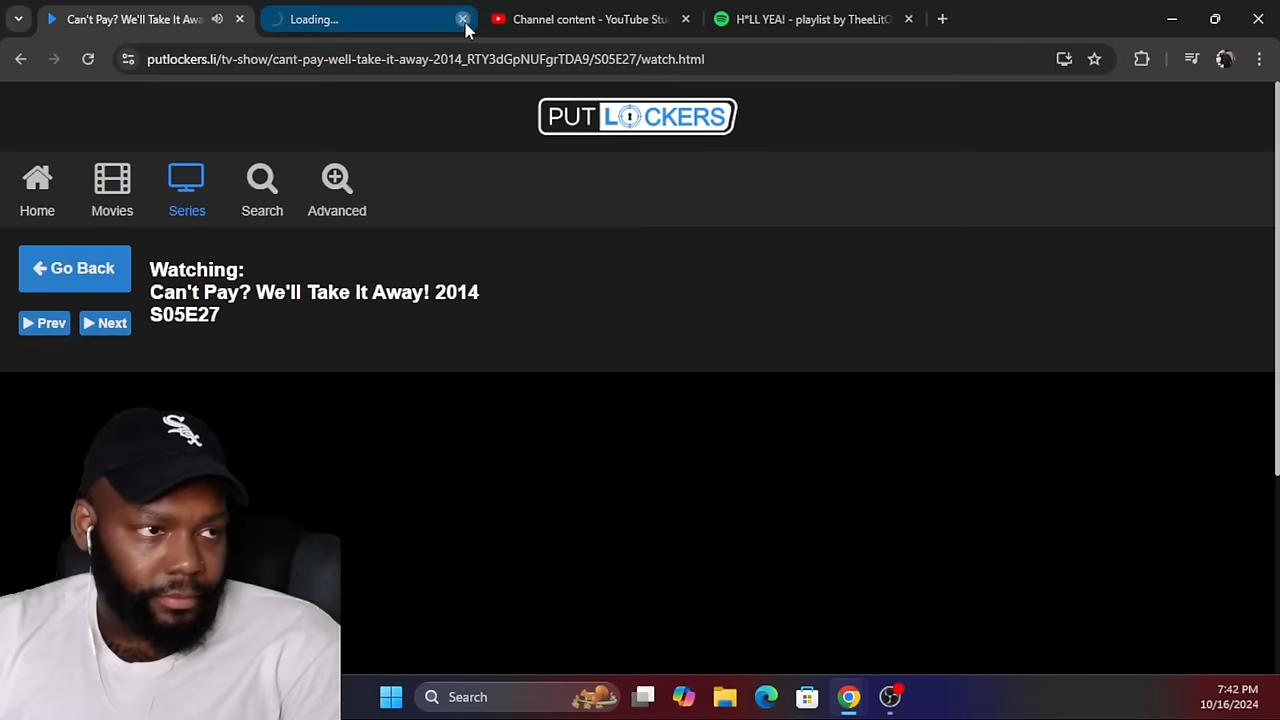 Can't Pay? We'll Take It Awa
Loading...
Channel content - YouTube Stu
H*LL YEA! - playlist by TheeLitO
putlockers.li/tv-show/cant-pay-well-take-it-away-2014_RTY3dGpNUFgrTDA9/S05E27/watch.html
PUT LOCKERS
Home
Movies
Series
Search
Advanced
Go Back
Watching:
Can't Pay? We'll Take It Away! 2014
S05E27
Prev
Next
Sox
Search
7:42 PM
10/16/2024